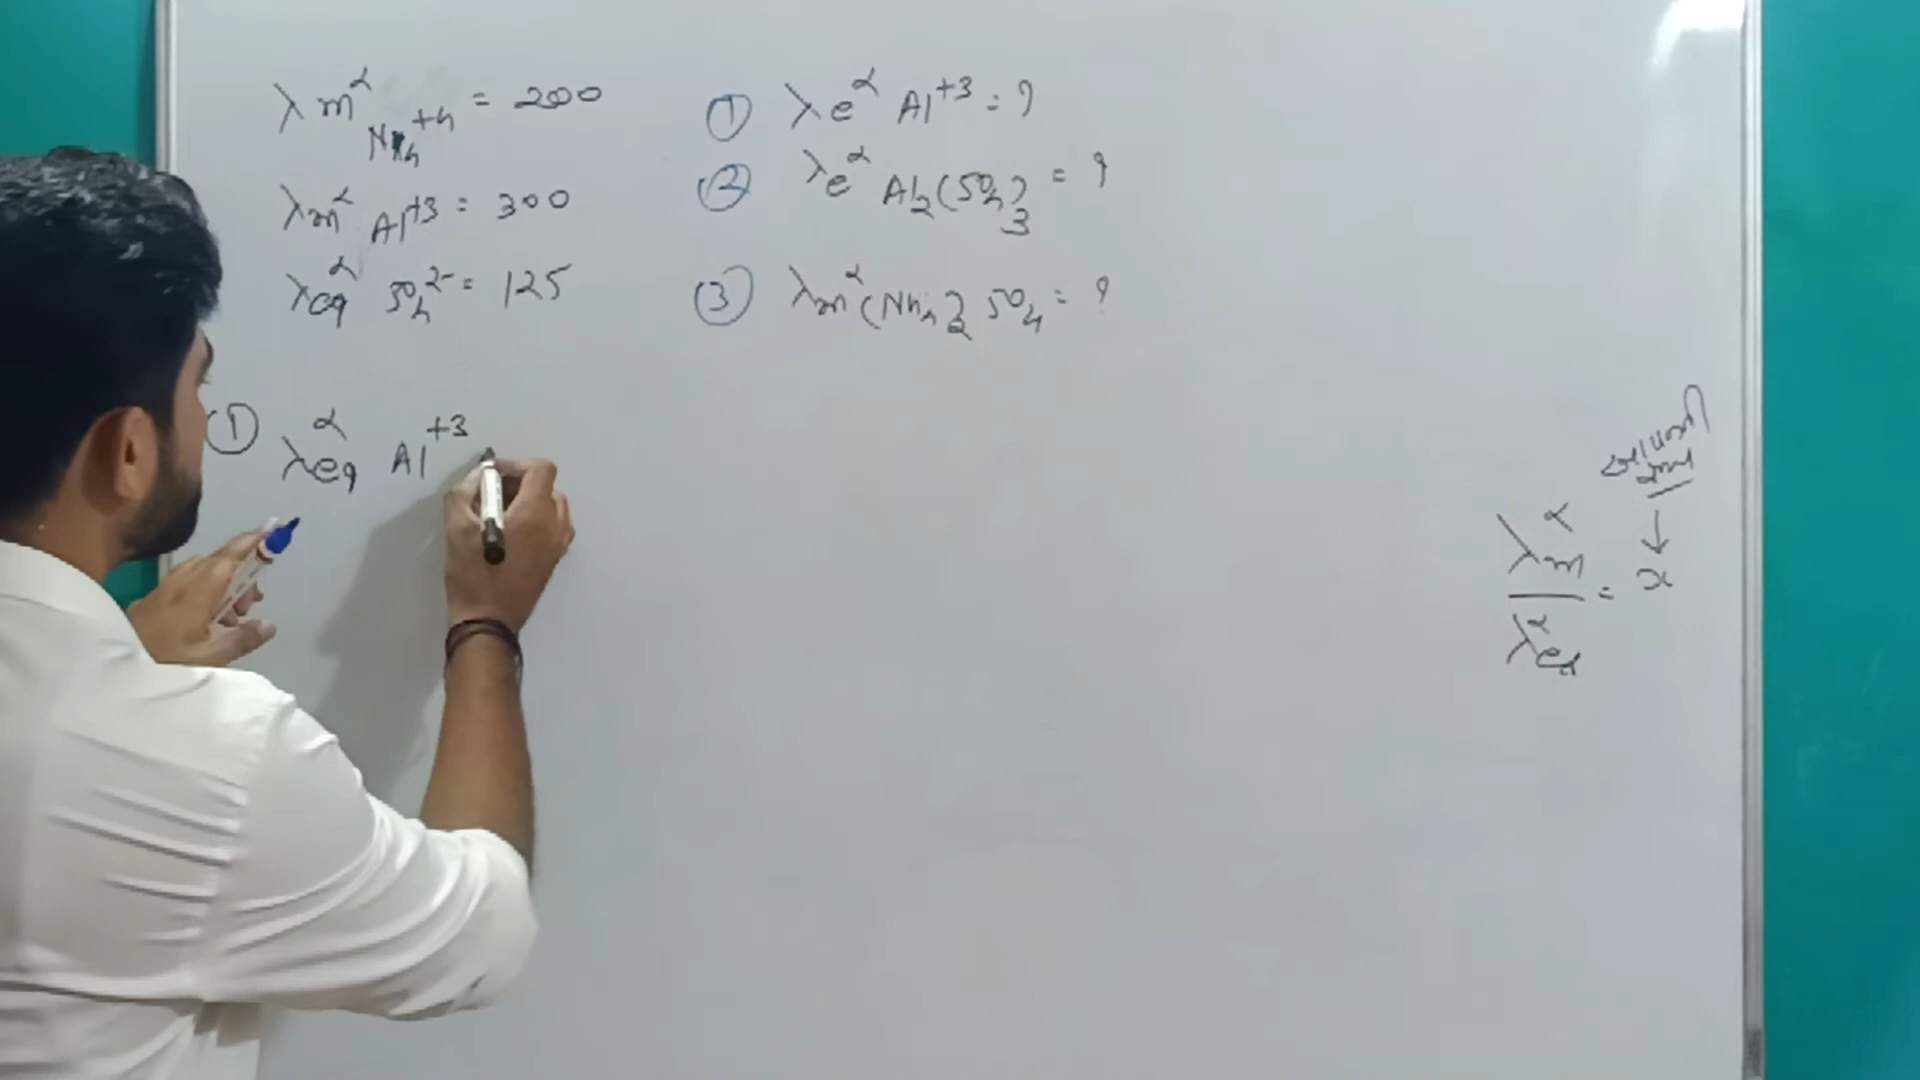 λm^α NH4^+4 = 200
λm^α Al^+3 = 300
λeq^α SO4^2- = 125
① λe^α Al^+3 = ?
② λe^α Al2(SO4)3 = ?
③ λm^α (NH4)2 SO4 = ?
① λeq^α Al^+3
λm^α / λeq^α = x
↓